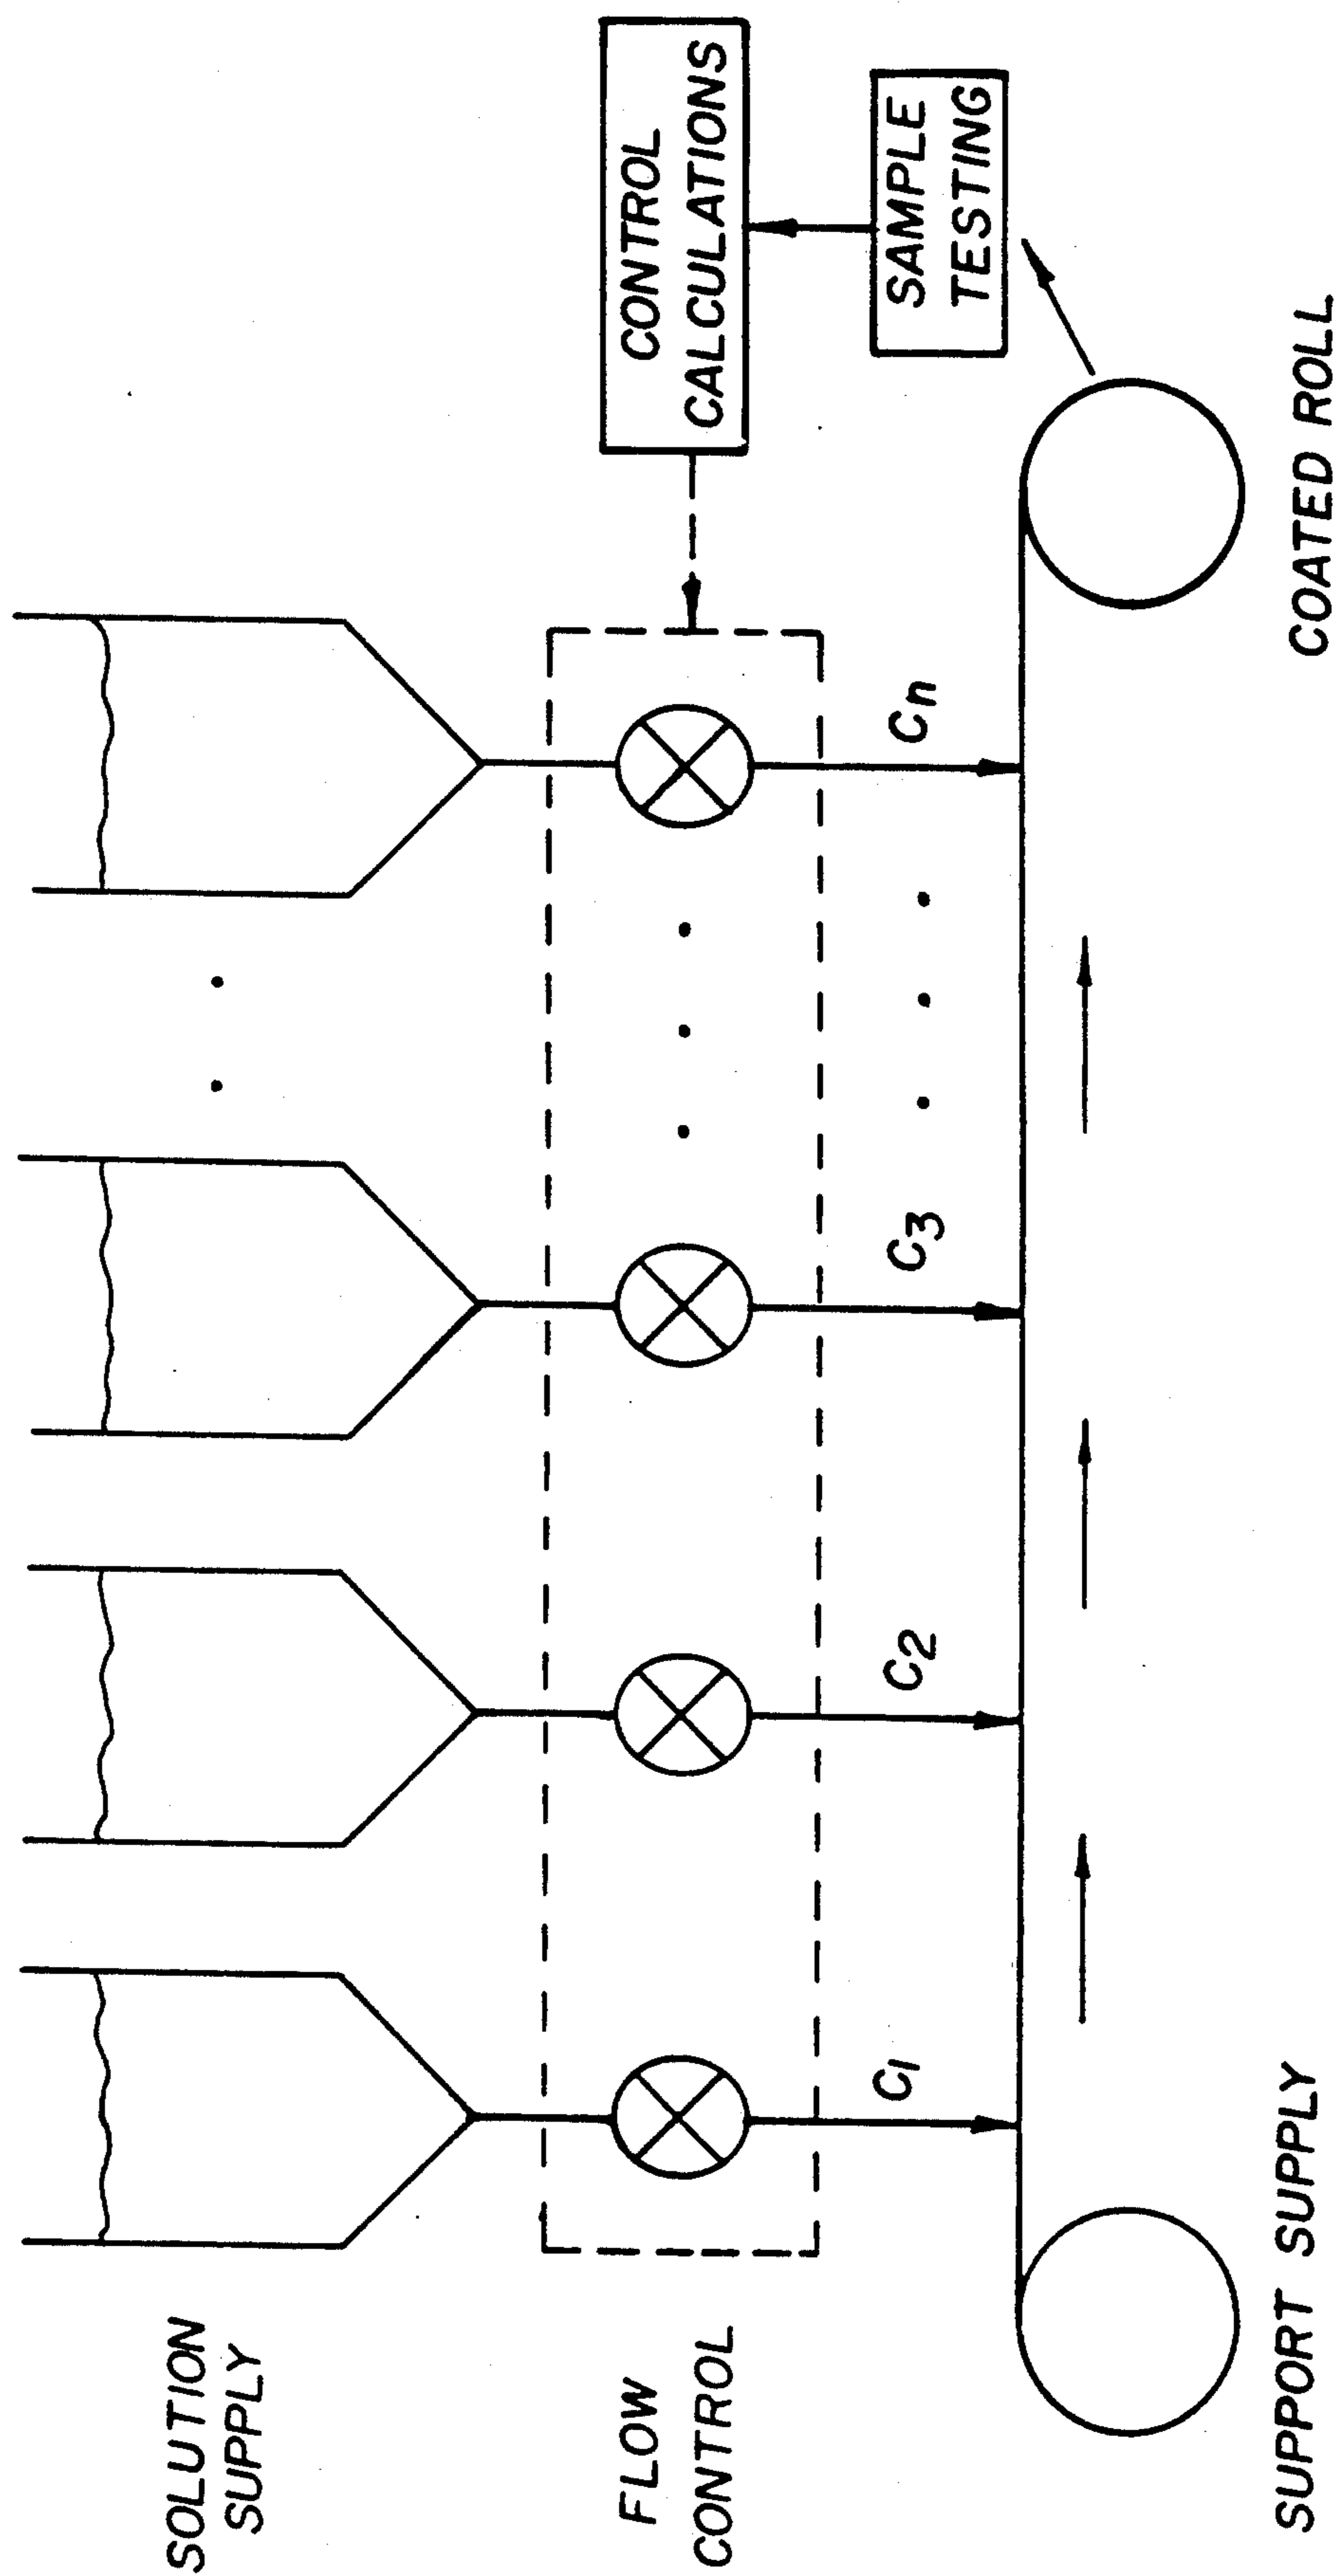 SOLUTION
SUPPLY
FLOW
CONTROL
CONTROL
CALCULATIONS
SAMPLE
TESTING
C1
C2
C3
Cn
SUPPORT SUPPLY
COATED ROLL